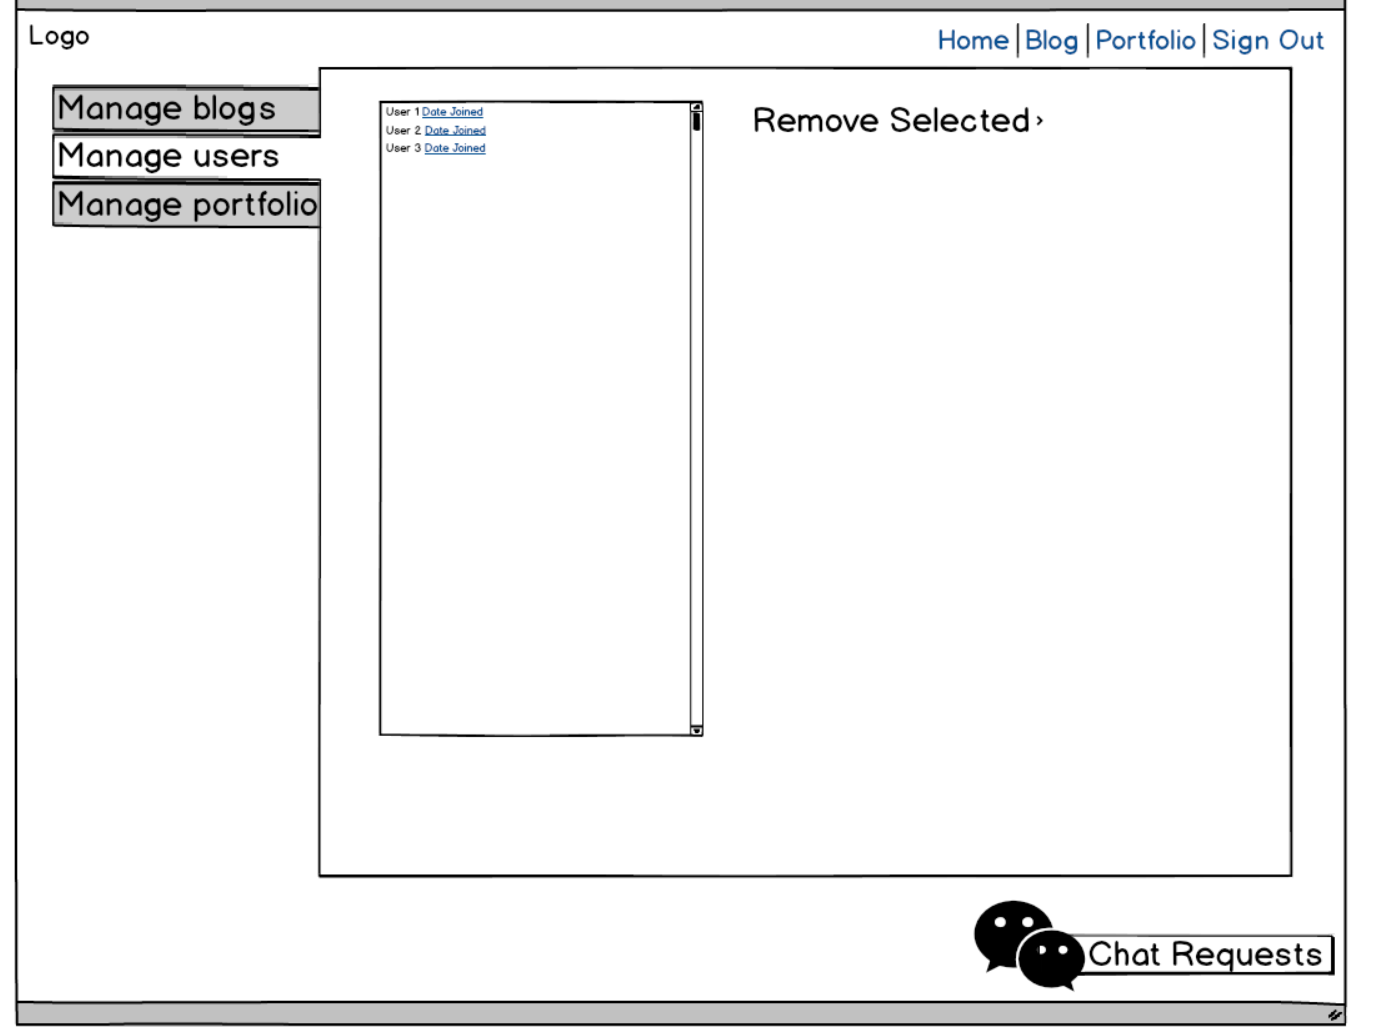 Logo
Home Blog Portfolio Sign Out
Manage blogs
Manage users
Manage portfolio
User 1 Date Joined
User 2 Date Joined
User 3 Date Joined
Remove Selected ›
Chat Requests